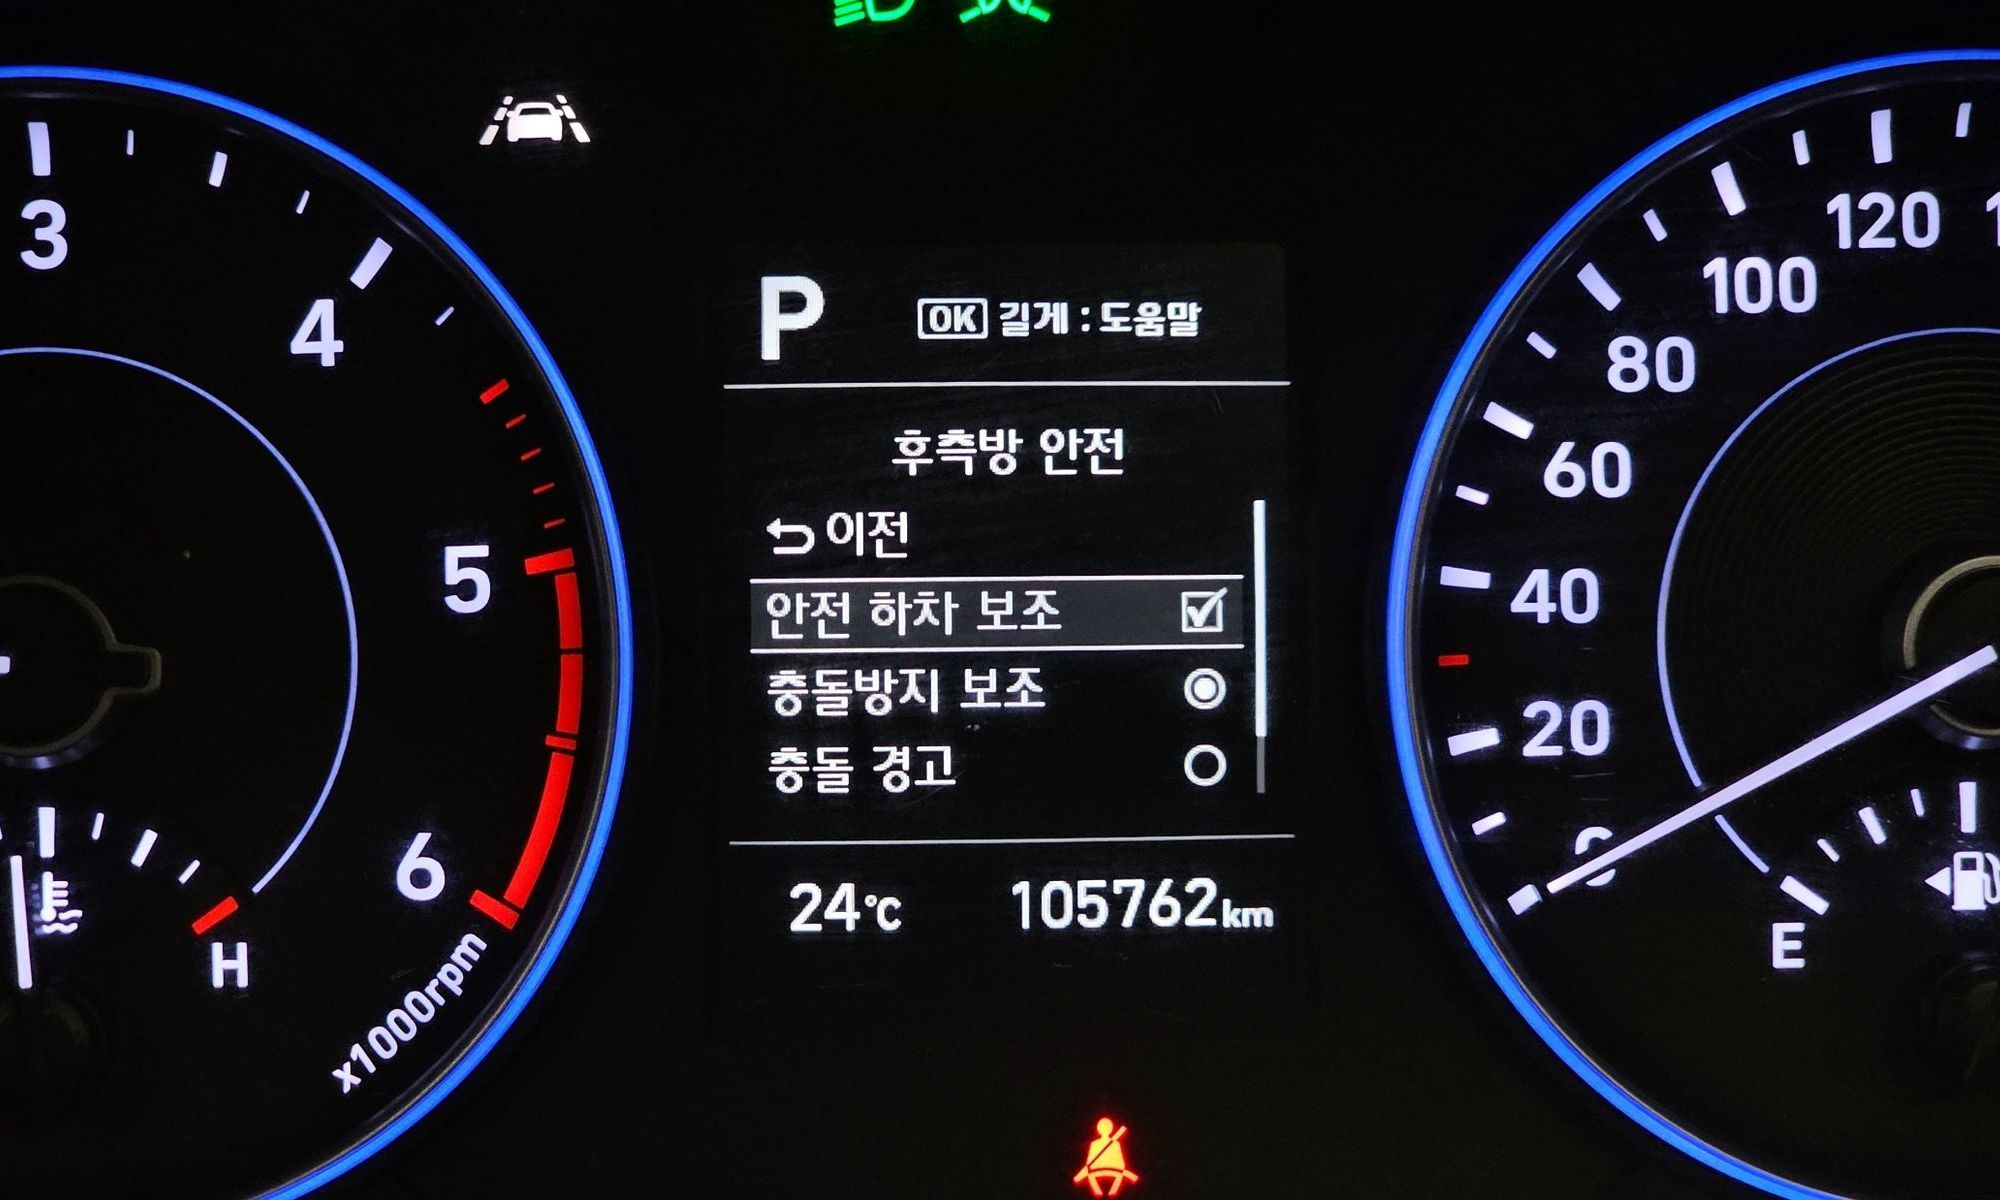 3
4
5
6
x1000rpm
H
P
OK 길게 : 도움말
후측방 안전
이전
안전 하차 보조
충돌방지 보조
충돌 경고
24℃ 105762km
120
100
80
60
40
20
0
E